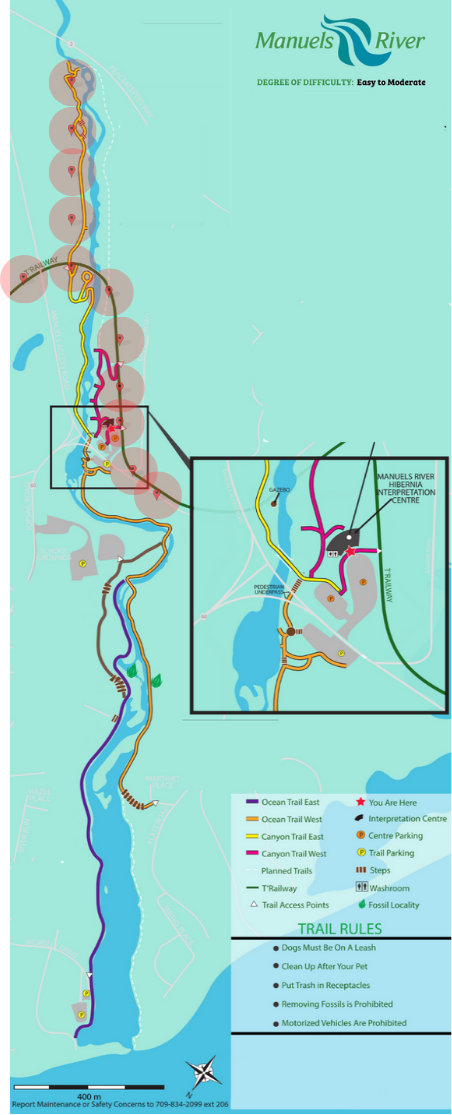 Manuels River
DEGREE OF DIFFICULTY: Easy to Moderate
T'RAILWAY
MANUELS RIVER
HIBERNIA
INTERPRETATION
CENTRE
GAZEBO
PEDESTRIAN
UNDERPASS
T'RAILWAY
P
P
P
Ocean Trail East
Ocean Trail West
Canyon Trail East
Canyon Trail West
Planned Trails
T'Railway
Trail Access Points
You Are Here
Interpretation Centre
Centre Parking
Trail Parking
Steps
Washroom
Fossil Locality
TRAIL RULES
Dogs Must Be On A Leash
Clean Up After Your Pet
Put Trash in Receptacles
Removing Fossils is Prohibited
Motorized Vehicles Are Prohibited
400 m
N
Report Maintenance or Safety Concerns to 709-834-2099 ext 206